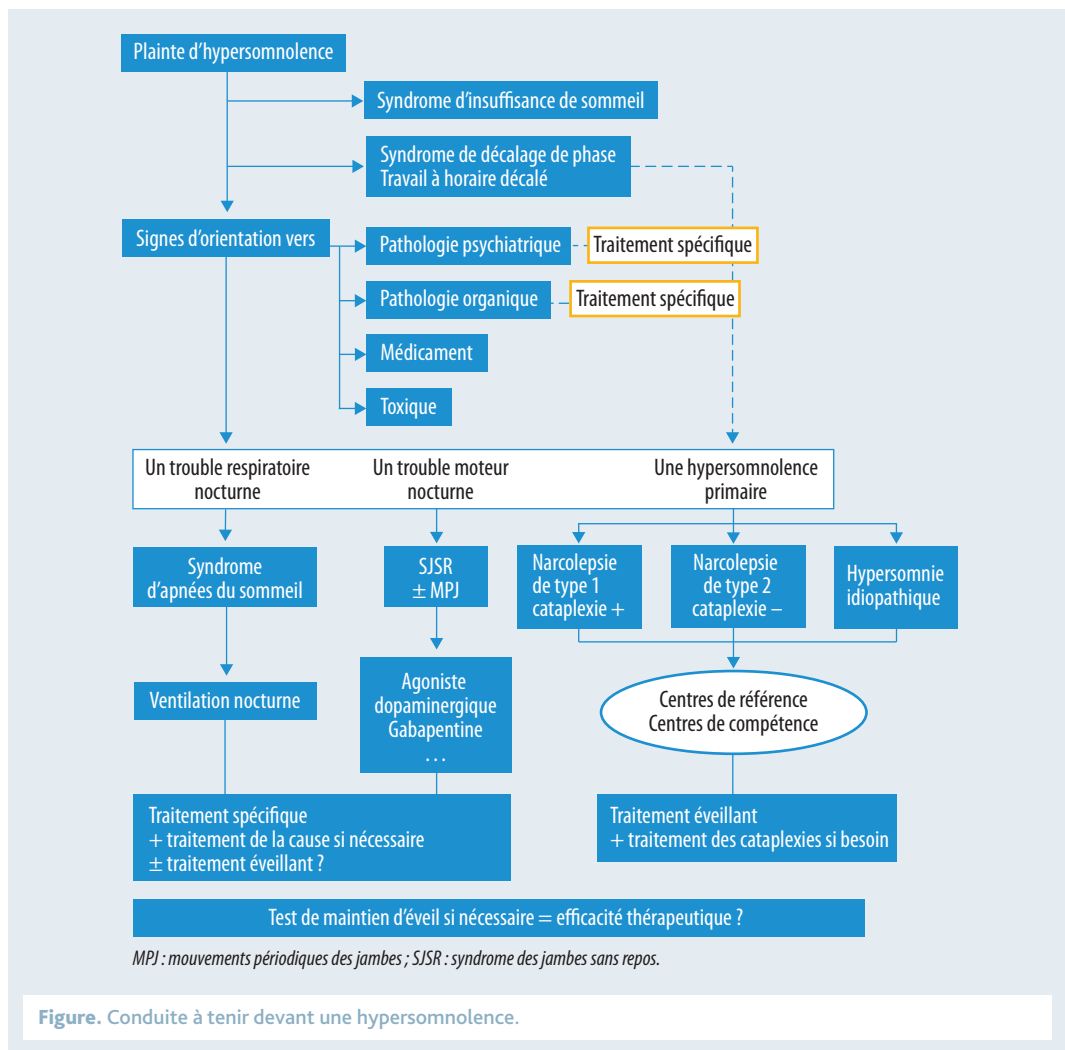 Plainte d'hypersomnolence
Syndrome d'insuffisance de sommeil
Syndrome de décalage de phase
Travail à horaire décalé
Signes d'orientation vers
Pathologie psychiatrique
Traitement spécifique
Pathologie organique
Traitement spécifique
Médicament
Toxique
Un trouble respiratoire
nocturne
Un trouble moteur
nocturne
Une hypersomnolence
primaire
Syndrome
d'apnées du sommeil
SJSR
± MPJ
Narcolepsie
de type 1
cataplexie +
Narcolepsie
de type 2
cataplexie –
Hypersomnie
idiopathique
Ventilation nocturne
Agoniste
dopaminergique
Gabapentine
…
Centres de référence
Centres de compétence
Traitement spécifique
+ traitement de la cause si nécessaire
± traitement éveillant ?
Traitement éveillant
+ traitement des cataplexies si besoin
Test de maintien d'éveil si nécessaire = efficacité thérapeutique ?
MPJ : mouvements périodiques des jambes ; SJSR : syndrome des jambes sans repos.
Figure. Conduite à tenir devant une hypersomnolence.